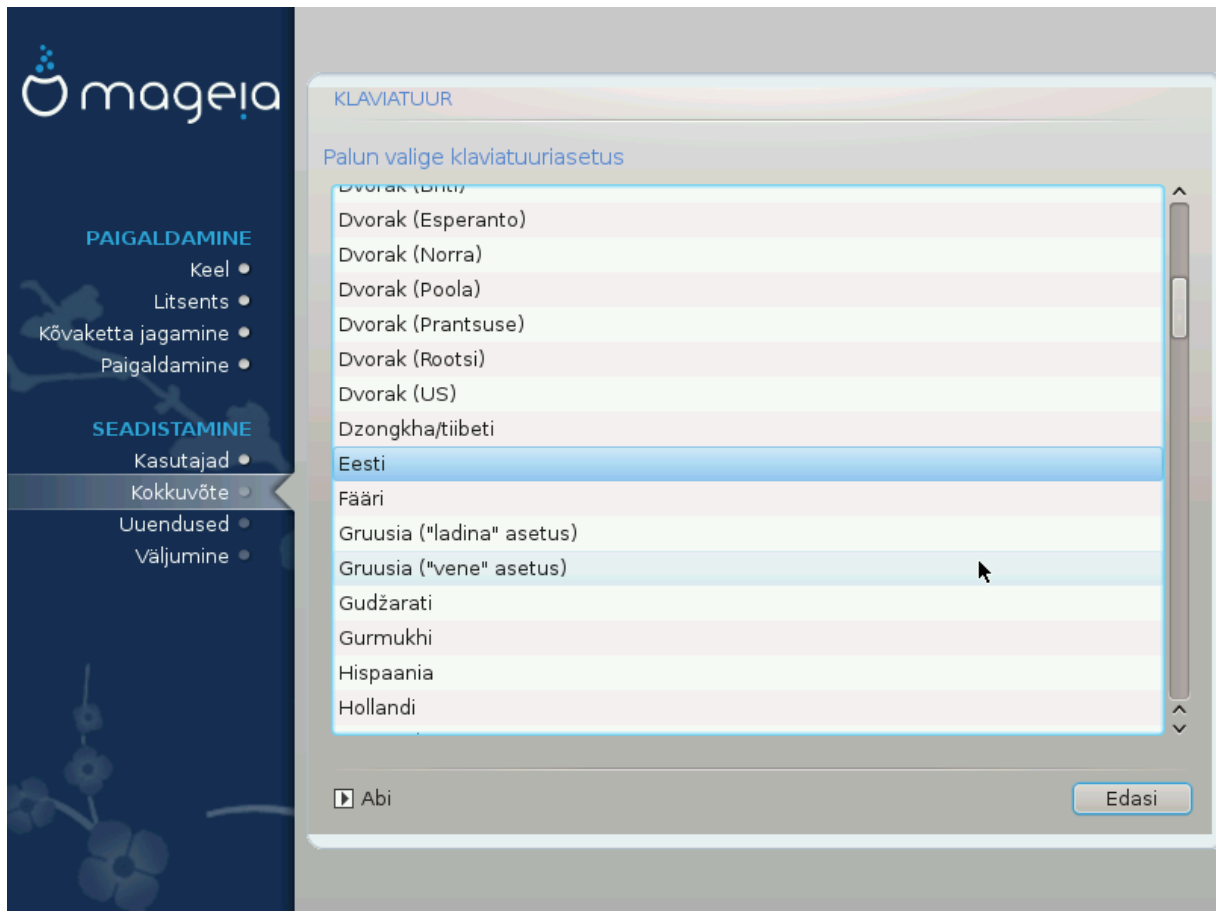 mageia
PAIGALDAMINE
Keel
Litsents
Kõvaketta jagamine
Paigaldamine
SEADISTAMINE
Kasutajad
Kokkuvõte
Uuendused
Väljumine
KLAVIATUUR
Palun valige klaviatuuriasetus
Dvorak (Briti)
Dvorak (Esperanto)
Dvorak (Norra)
Dvorak (Poola)
Dvorak (Prantsuse)
Dvorak (Rootsi)
Dvorak (US)
Dzongkha/tiibeti
Eesti
Fääri
Gruusia ("ladina" asetus)
Gruusia ("vene" asetus)
Gudžarati
Gurmukhi
Hispaania
Hollandi
Abi
Edasi